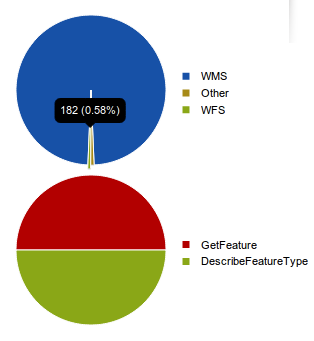 WMS
Other
182 (0.58%)
WFS
GetFeature
DescribeFeatureType